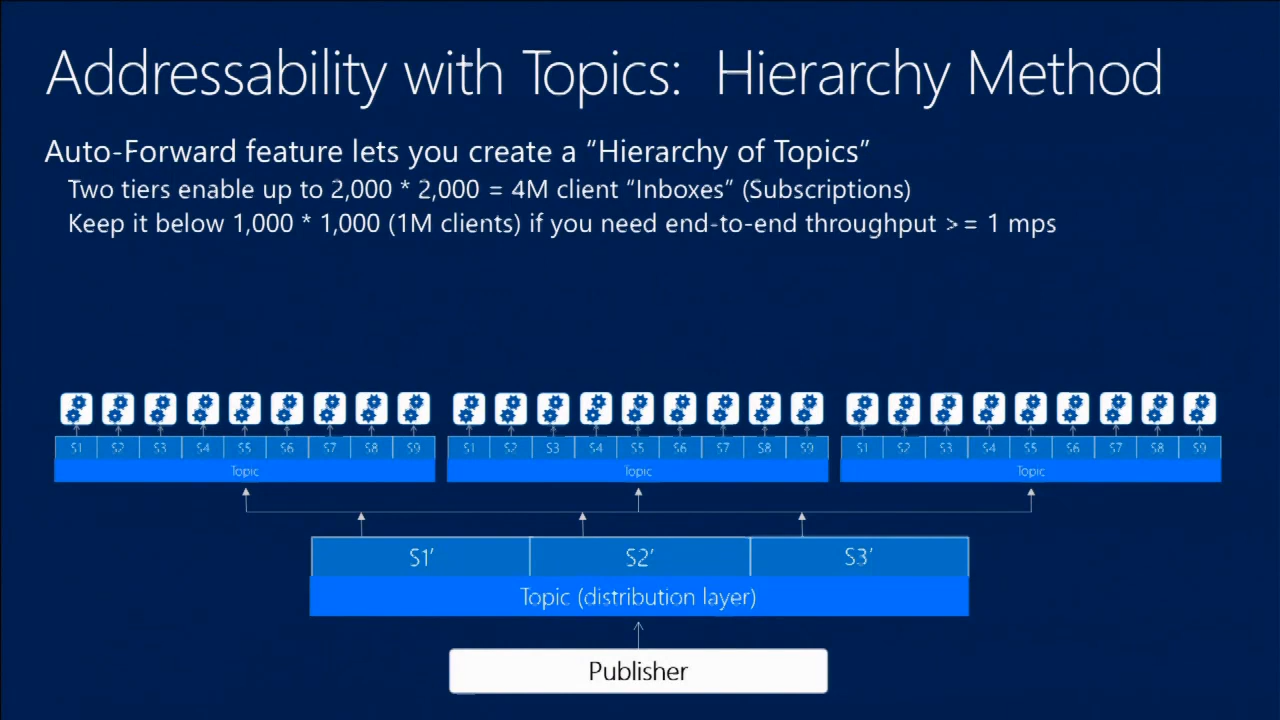 Addressability with Topics: Hierarchy Method
Auto-Forward feature lets you create a “Hierarchy of Topics”
Two tiers enable up to 2,000 * 2,000 = 4M client “Inboxes” (Subscriptions)
Keep it below 1,000 * 1,000 (1M clients) if you need end-to-end throughput >= 1 mps
S1 S2 S3 S4 S5 S6 S7 S8 S9 S1 S2 S3 S4 S5 S6 S7 S8 S9 S1 S2 S3 S4 S5 S6 S7 S8 S9
Topic Topic Topic
S1’ S2’ S3’
Topic (distribution layer)
Publisher